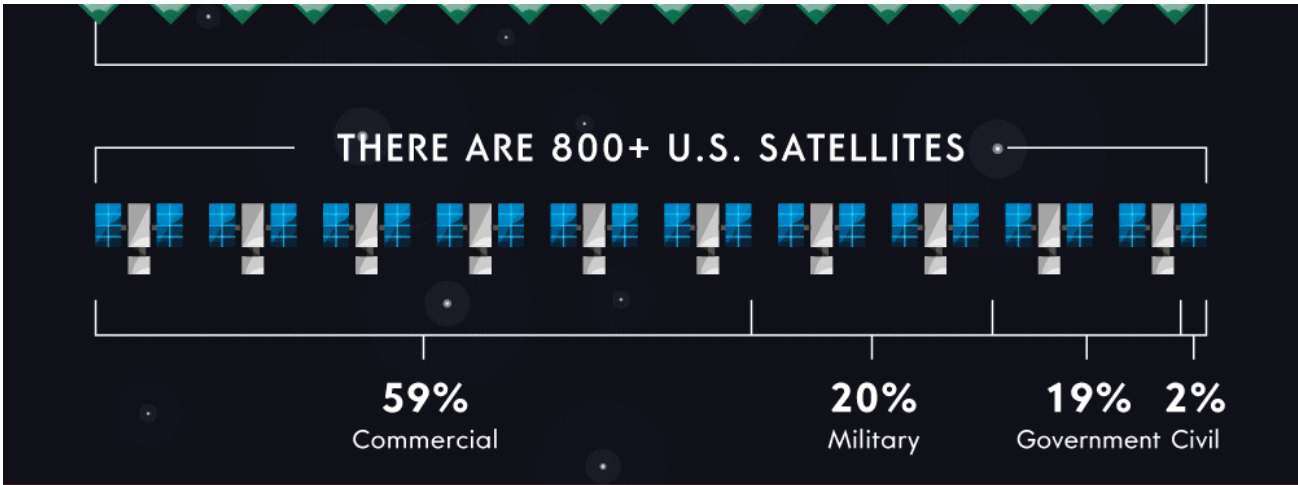 THERE ARE 800+ U.S. SATELLITES
59% 20% 19% 2%
Commercial Military Government Civil